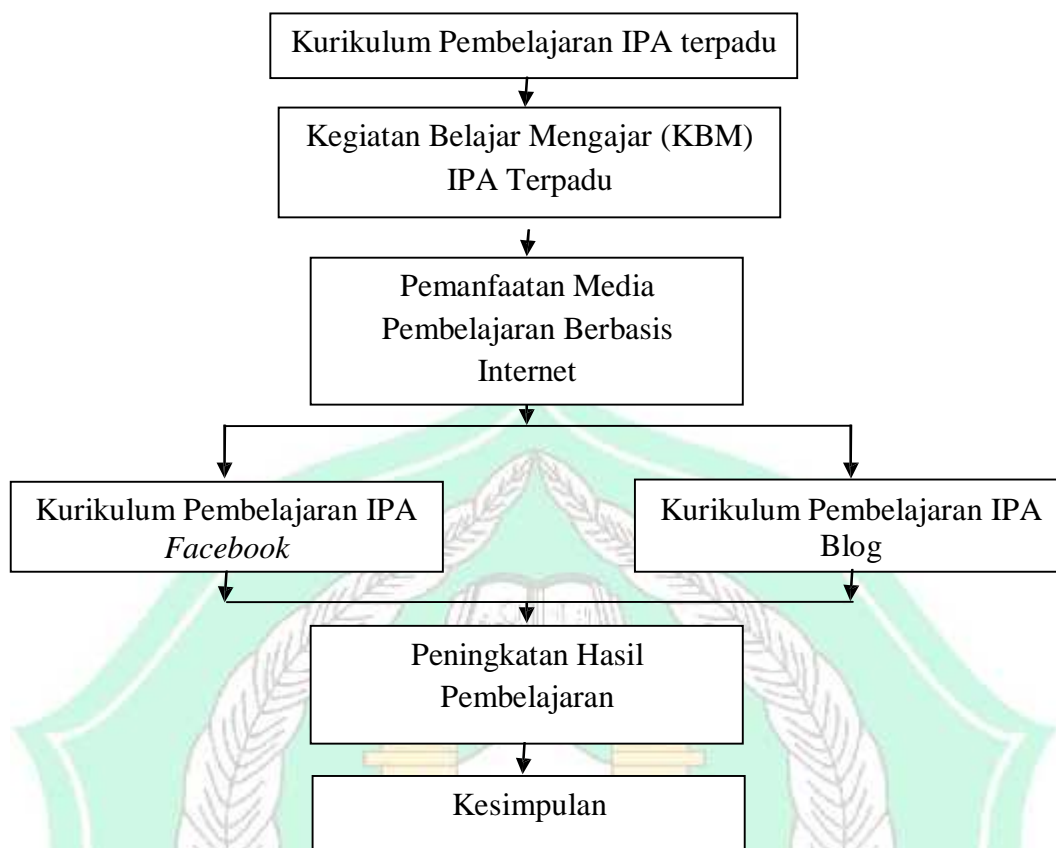 Kurikulum Pembelajaran IPA terpadu
Kegiatan Belajar Mengajar (KBM)
IPA Terpadu
Pemanfaatan Media
Pembelajaran Berbasis
Internet
Kurikulum Pembelajaran IPA
Facebook
Kurikulum Pembelajaran IPA
Blog
Peningkatan Hasil
Pembelajaran
Kesimpulan